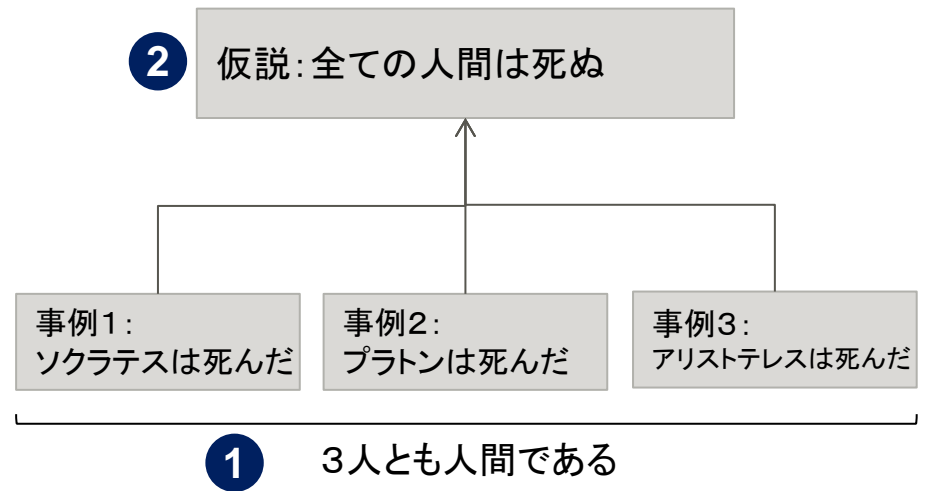 2
仮説：全ての人間は死ぬ
事例１：
ソクラテスは死んだ
事例２：
プラトンは死んだ
事例３：
アリストテレスは死んだ
1
３人とも人間である